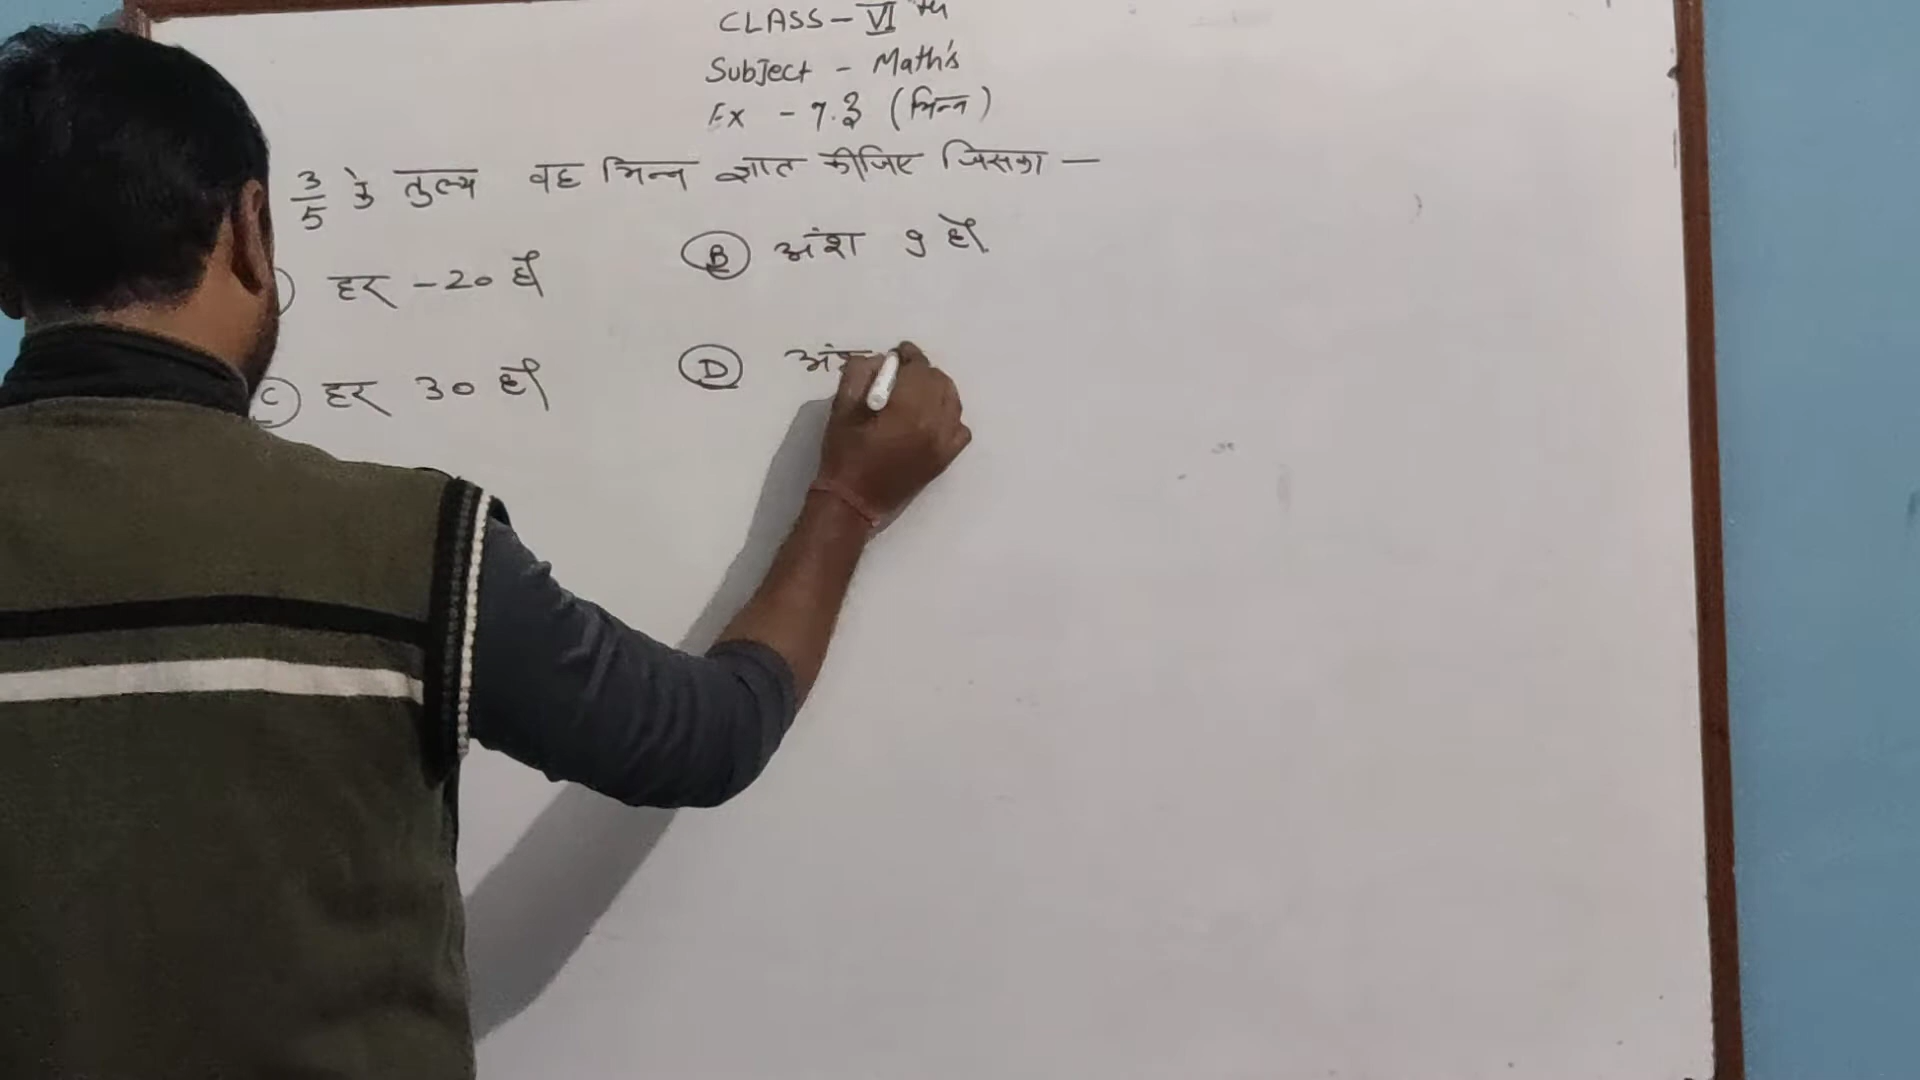 CLASS - VI th
Subject - Math's
Ex - 7.3 (भिन्न)
3/5 के तुल्य वह भिन्न ज्ञात कीजिए जिसका —
हर - 20 हो
B अंश 9 हो
C हर 30 हो
D